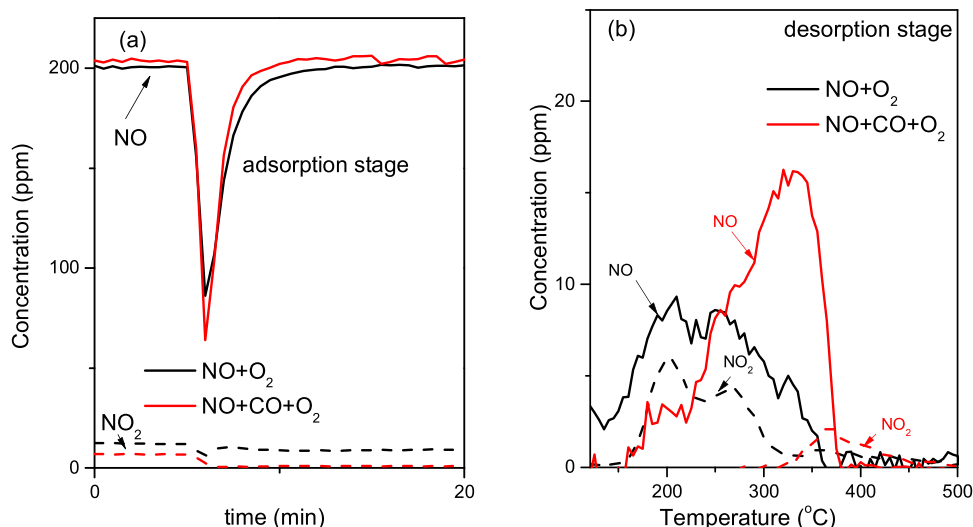 (a)
200
NO
adsorption stage
Concentration (ppm)
100
NO+O₂
NO+CO+O₂
NO₂
0
0
20
time (min)
(b)
desorption stage
20
NO+O₂
NO+CO+O₂
Concentration (ppm)
NO
NO
10
NO₂
NO₂
0
200
300
400
500
Temperature (°C)